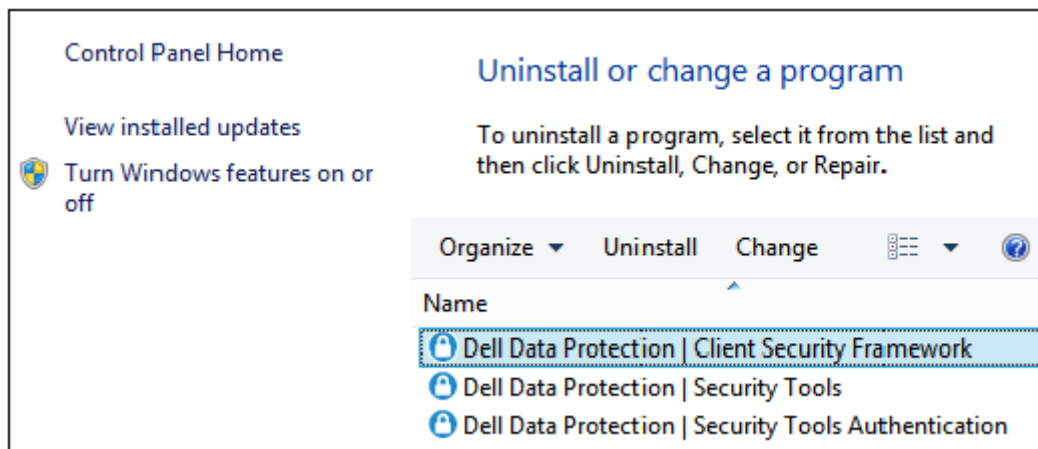 Control Panel Home
View installed updates
Turn Windows features on or
off
Uninstall or change a program
To uninstall a program, select it from the list and
then click Uninstall, Change, or Repair.
Organize Uninstall Change
Name
Dell Data Protection | Client Security Framework
Dell Data Protection | Security Tools
Dell Data Protection | Security Tools Authentication